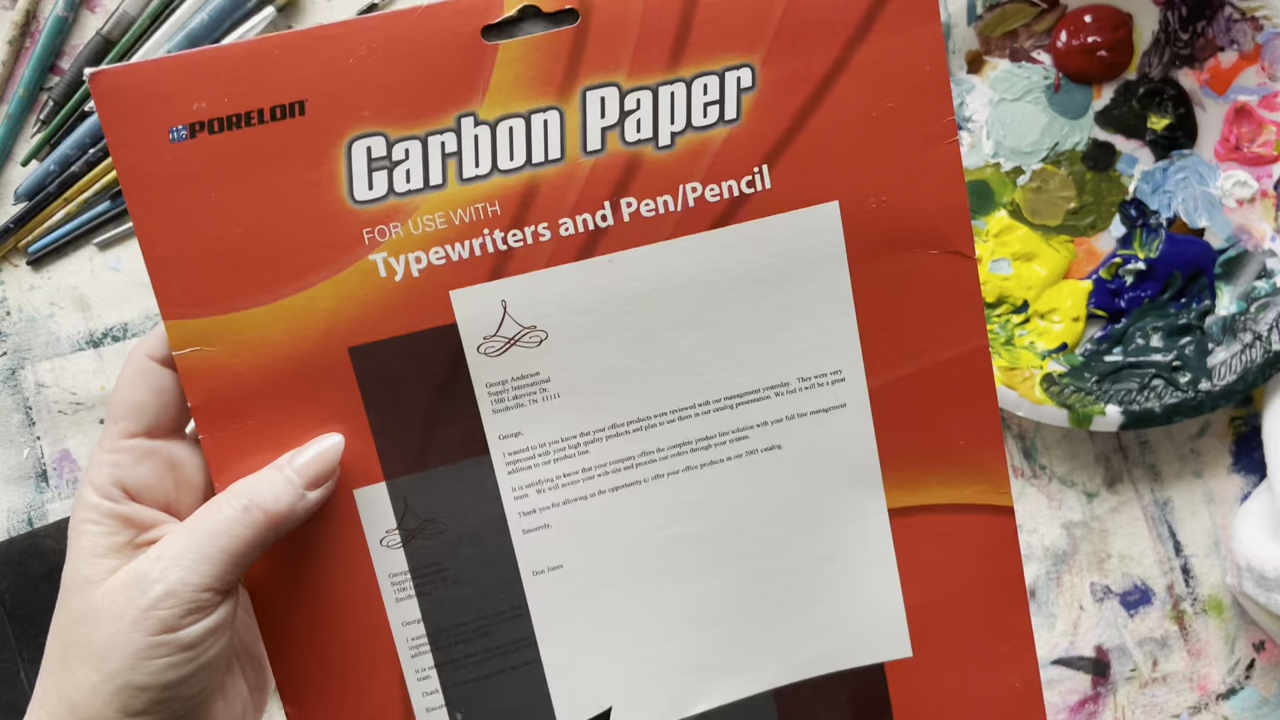 PORELON
Carbon Paper
FOR USE WITH
Typewriters and Pen/Pencil
George Anderson
Supply International
1500 Lakeview Dr.
Smithville, TN 11111
George,
I wanted to let you know that your office products were reviewed with our management yesterday. They were very
impressed with your high quality products and plan to use them in our catalog presentation. We feel it will be a great
addition to our product line.
It is satisfying to know that your company offers the complete product line solution with your full line management
team. We will access your web-site and process our orders through your system.
Thank you for allowing us the opportunity to offer your office products in our 2005 catalog.
Sincerely,
Don Jones